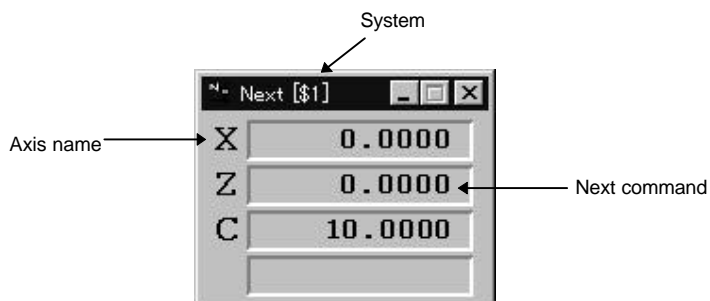 System
Next [$1]
Axis name
X 0.0000
Z 0.0000
Next command
C 10.0000